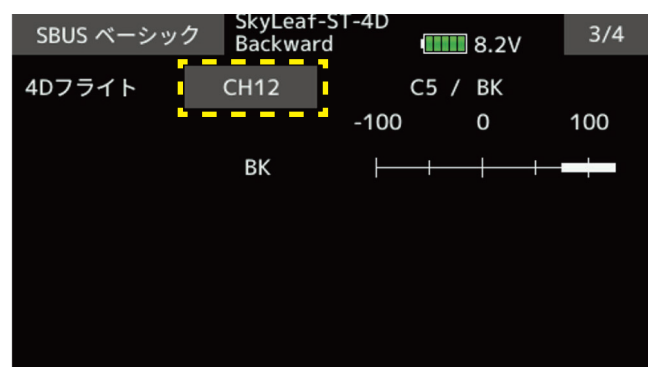 SBUS ベーシック
SkyLeaf-ST-4D
Backward
8.2V
3/4
4Dフライト
CH12
C5 / BK
-100 0 100
BK